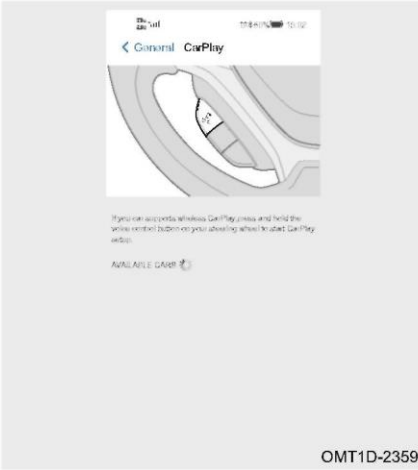 General CarPlay
If your car supports wireless CarPlay, press and hold the
voice control button on your steering wheel to start CarPlay
setup.
AVAILABLE CARS
OMT1D-2359